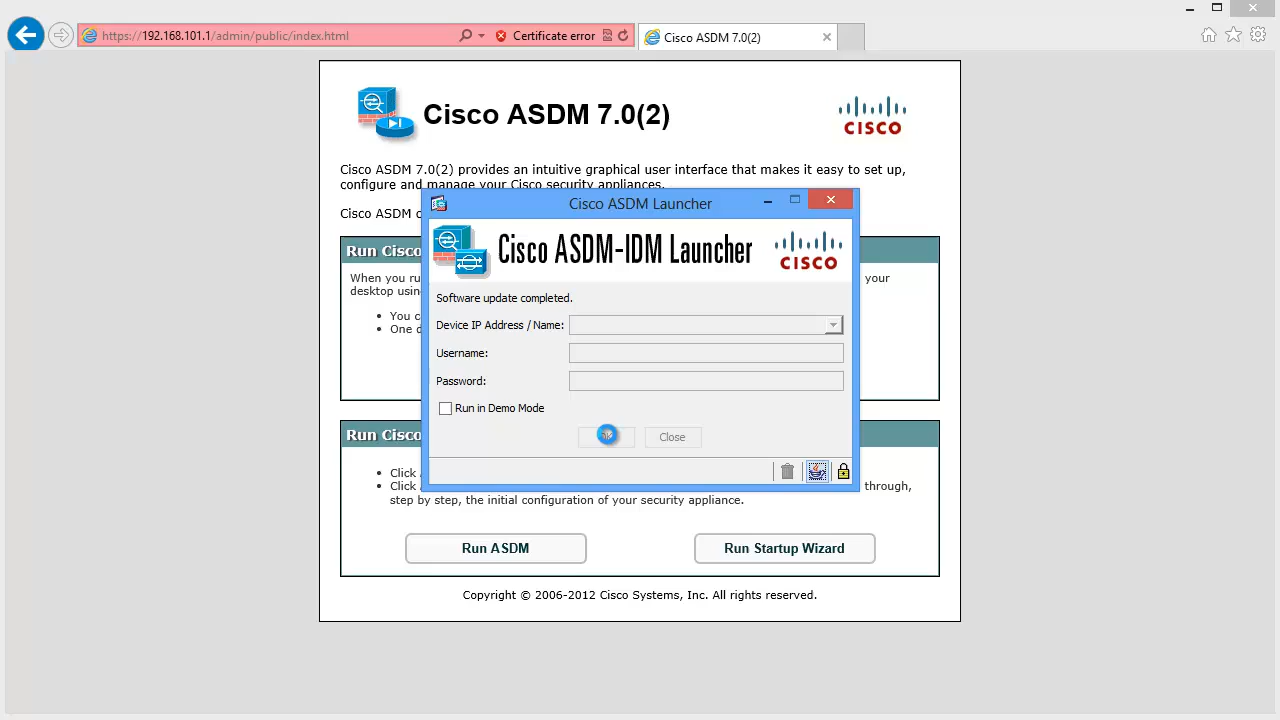 https://192.168.101.1/admin/public/index.html
Certificate error
Cisco ASDM 7.0(2)
Cisco ASDM 7.0(2)
CISCO
Cisco ASDM 7.0(2) provides an intuitive graphical user interface that makes it easy to set up,
configure and manage your Cisco security appliances.
Cisco ASDM c
Run Cisco
When you ru
your
desktop usin
You c
One d
Cisco ASDM Launcher
Cisco ASDM-IDM Launcher
CISCO
Software update completed.
Device IP Address / Name:
Username:
Password:
Run in Demo Mode
Close
Run Cisco
Click
Click
through,
step by step, the initial configuration of your security appliance.
Run ASDM
Run Startup Wizard
Copyright © 2006-2012 Cisco Systems, Inc. All rights reserved.